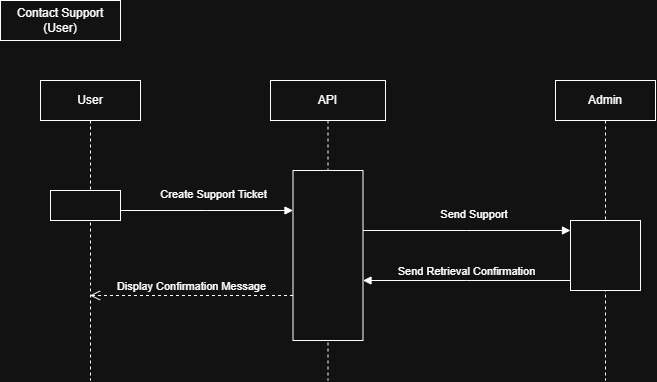 Contact Support
(User)
User
API
Admin
Create Support Ticket
Send Support
Send Retrieval Confirmation
Display Confirmation Message